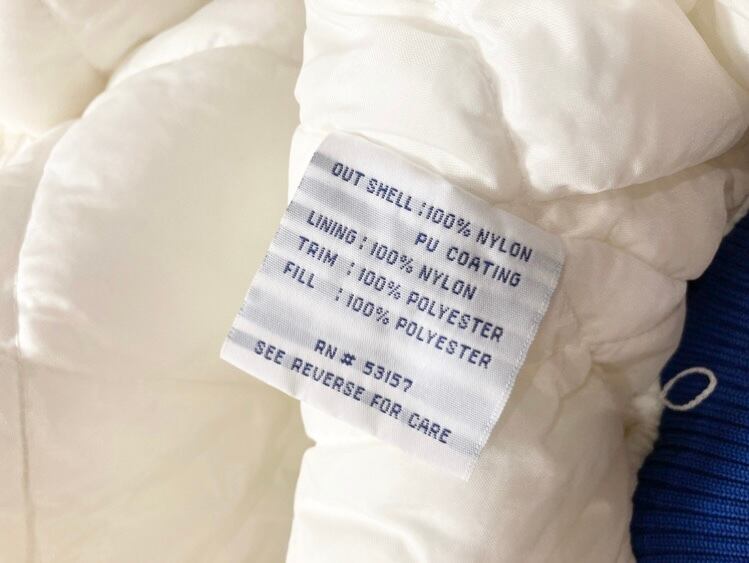 OUT SHELL:100% NYLON
PU COATING
LINING:100% NYLON
TRIM :100% POLYESTER
FILL :100% POLYESTER
RN # 53157
SEE REVERSE FOR CARE